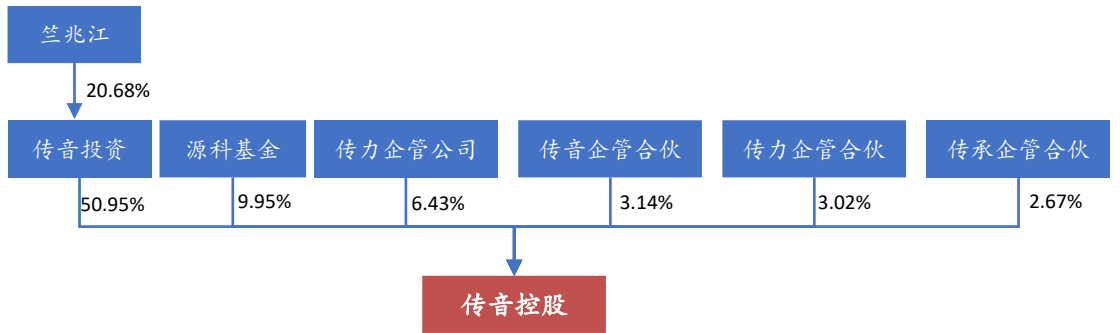 竺兆江
20.68%
传音投资
源科基金
传力企管公司
传音企管合伙
传力企管合伙
传承企管合伙
50.95%
9.95%
6.43%
3.14%
3.02%
2.67%
传音控股